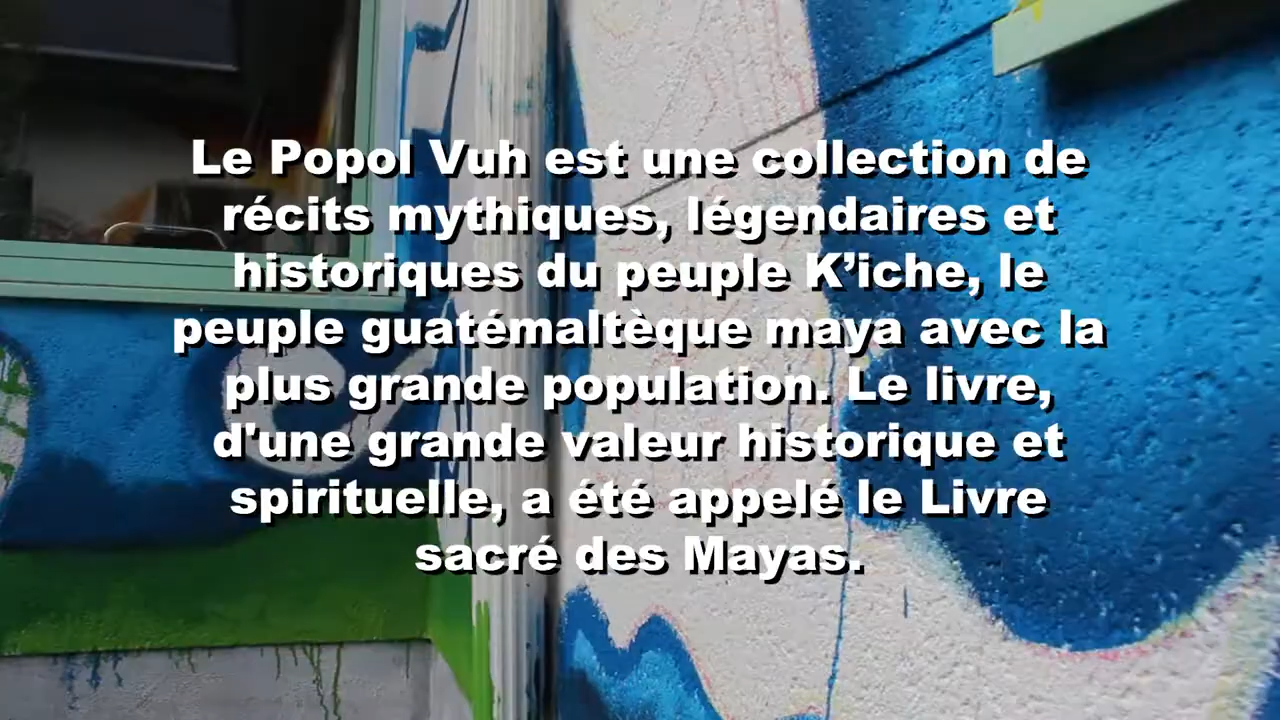 Le Popol Vuh est une collection de
récits mythiques, légendaires et
historiques du peuple K’iche, le
peuple guatémaltèque maya avec la
plus grande population. Le livre,
d'une grande valeur historique et
spirituelle, a été appelé le Livre
sacré des Mayas.